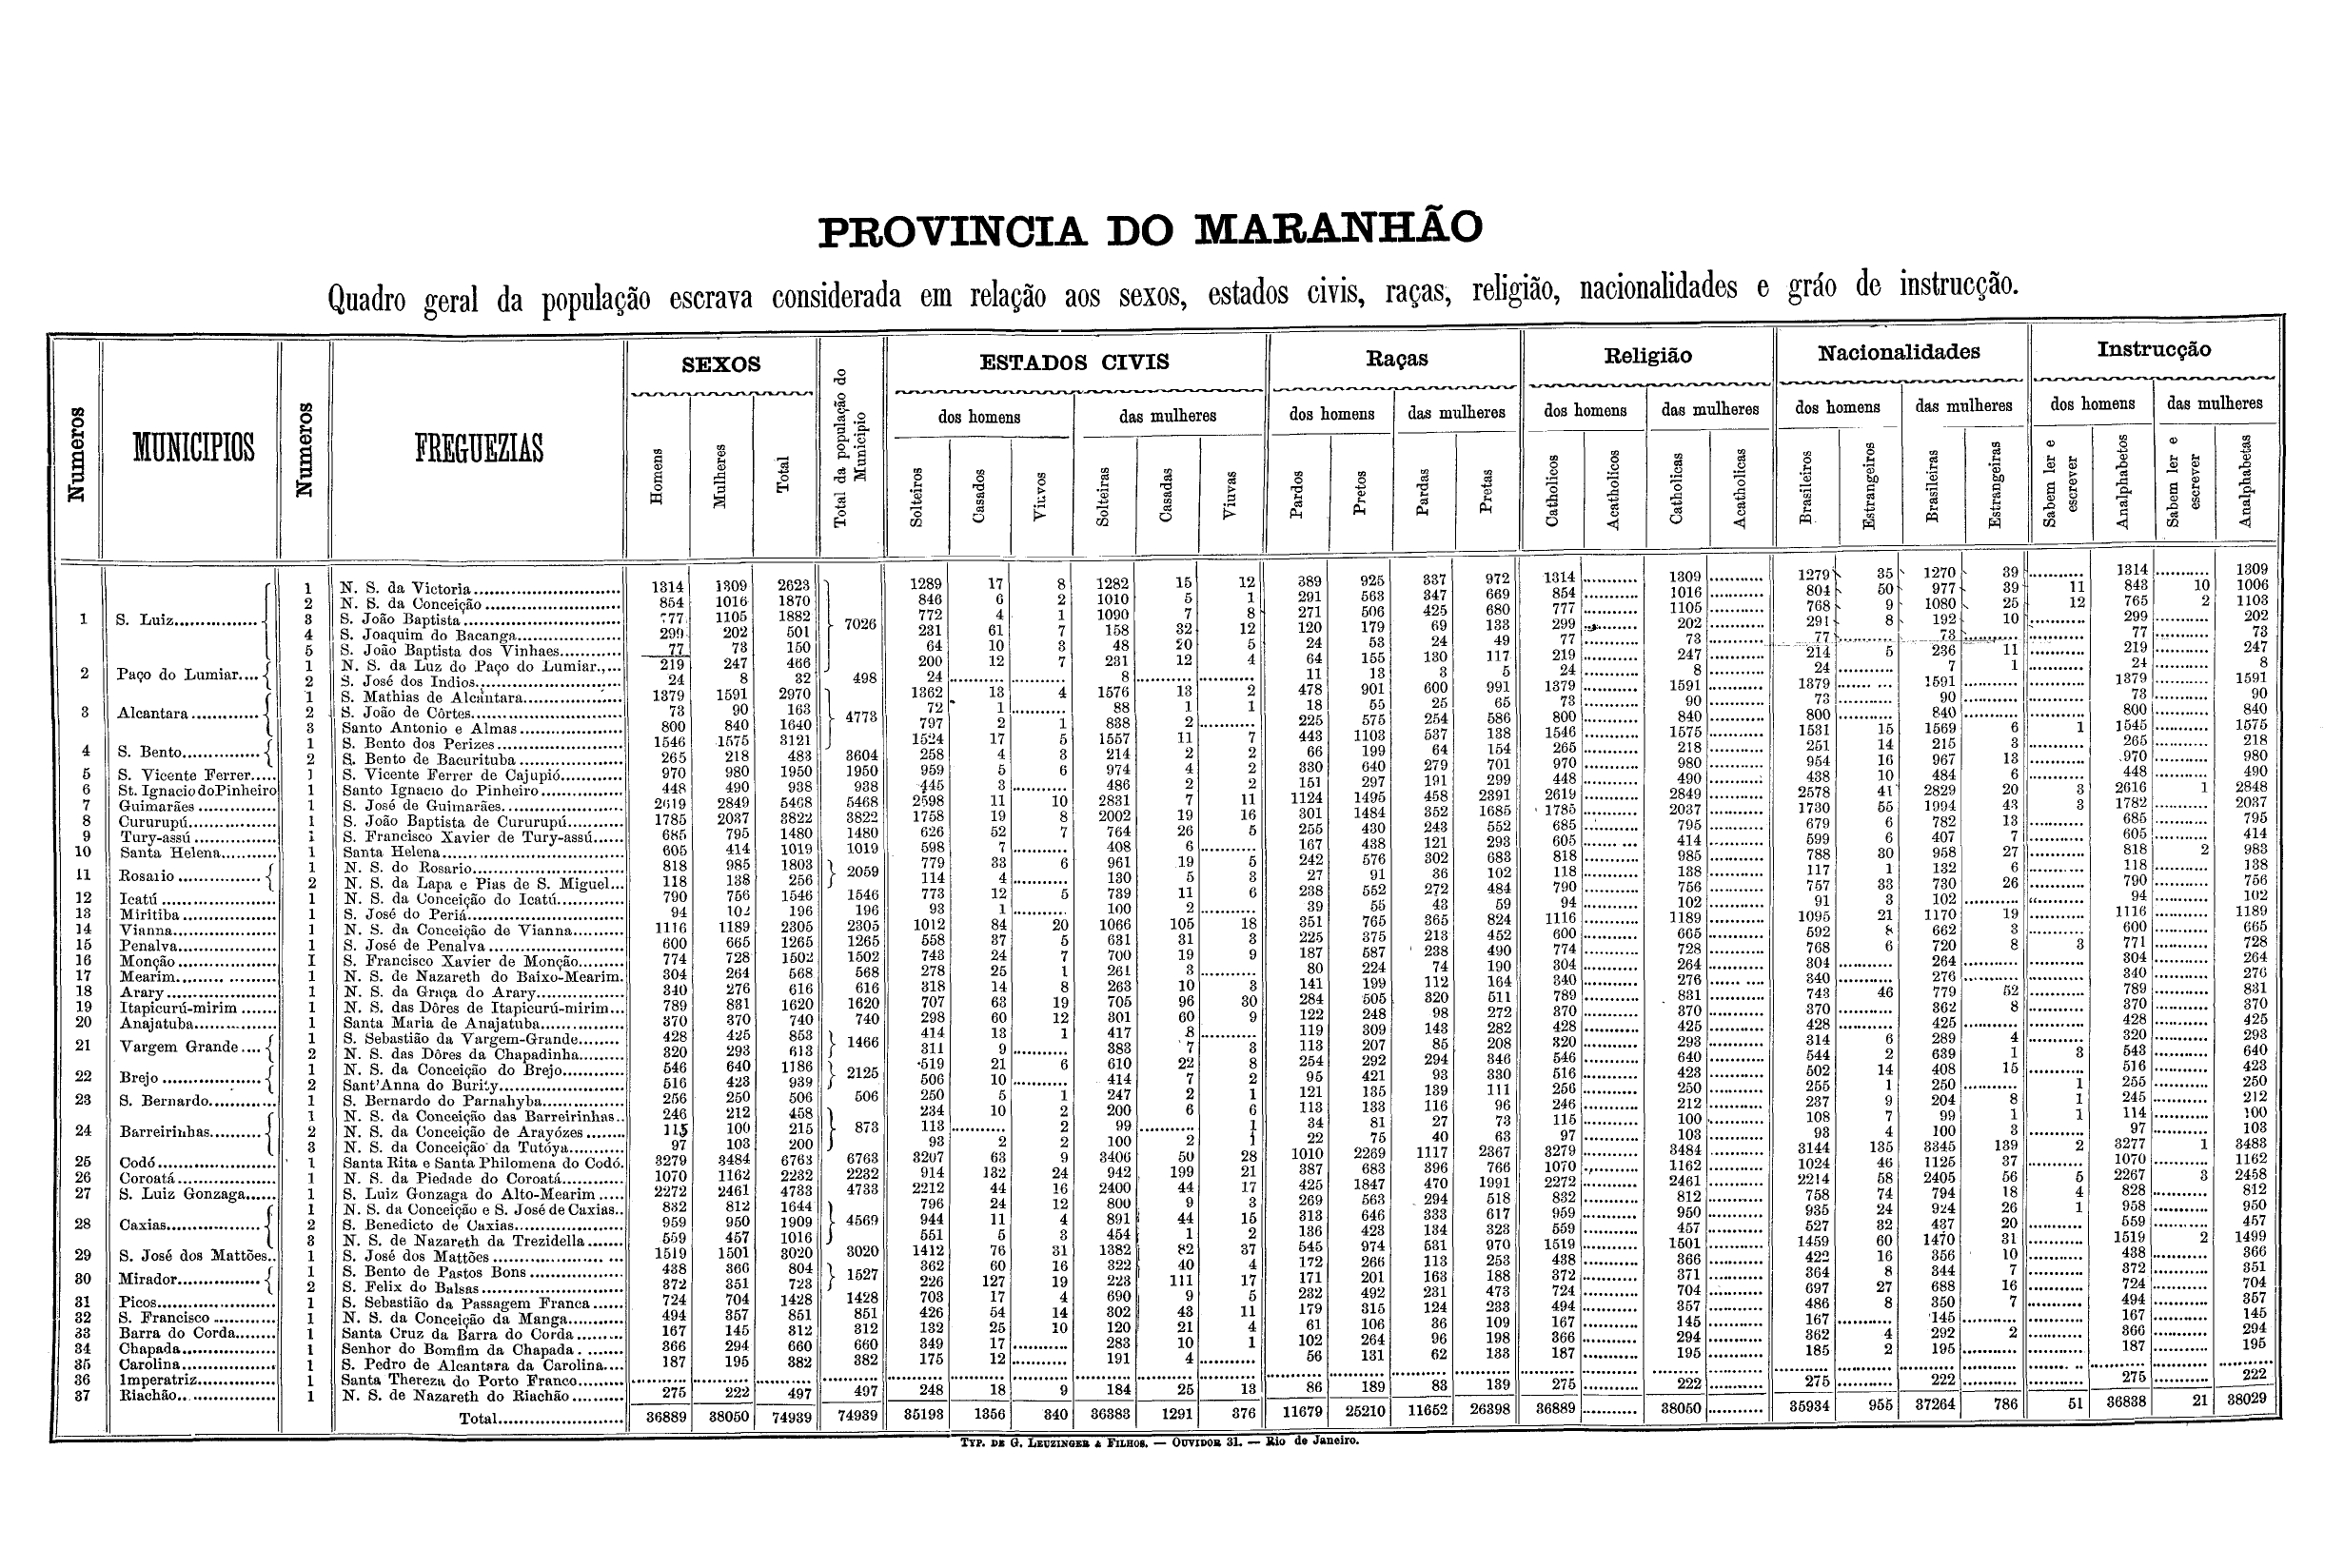 PROVINCIA DO MARANHÃO
Quadro geral da população escrava considerada em relação aos sexos, estados civis, raças, religião, nacionalidades e gráo de instrucção.
Numeros MUNICIPIOS Numeros FREGUEZIAS SEXOS Total da população do Municipio ESTADOS CIVIS Raças Religião Nacionalidades Instrucção
dos homens das mulheres dos homens das mulheres dos homens das mulheres dos homens das mulheres dos homens das mulheres
Homens Mulheres Total Solteiros Casados Viuvos Solteiras Casadas Viuvas Pardos Pretos Pardas Pretas Catholicos Acatholicos Catholicas Acatholicas Brasileiros Estrangeiros Brasileiras Estrangeiras Sabem ler e escrever Analphabetos Sabem ler e escrever Analphabetas
1 N. S. da Victoria 1314 1309 2623 1289 17 8 1282 15 12 389 925 337 972 1314 1309 1279 35 1270 39 1314 1309
2 N. S. da Conceição 854 1016 1870 846 6 2 1010 5 1 291 563 347 669 854 1016 804 50 977 39 11 843 10 1006
1 S. Luiz 3 S. João Baptista 777 1105 1882 7026 772 4 1 1090 7 8 271 506 425 680 777 1105 768 9 1080 25 12 765 2 1103
4 S. Joaquim do Bacanga 299 202 501 231 61 7 158 32 12 120 179 69 133 299 202 291 8 192 10 299 202
5 S. João Baptista dos Vinhaes 77 73 150 64 10 3 48 20 5 24 53 24 49 77 73 77 73 77 73
2 Paço do Lumiar 1 N. S. da Luz do Paço do Lumiar 219 247 466 200 12 7 231 12 4 64 155 130 117 219 247 214 5 236 11 219 247
2 S. José dos Indios 24 8 32 498 24 8 11 13 3 5 24 8 24 7 1 24 8
1 S. Mathias de Alcântara 1379 1591 2970 1362 13 4 1576 13 2 478 901 600 991 1379 1591 1379 1591 1379 1591
3 Alcantara 2 S. João de Côrtes 73 90 163 4773 72 1 88 1 1 18 55 25 65 73 90 73 90 73 90
3 Santo Antonio e Almas 800 840 1640 797 2 1 838 2 225 575 254 586 800 840 800 840 800 840
4 S. Bento 1 S. Bento dos Perizes 1546 1575 3121 1524 17 5 1557 11 7 443 1103 537 138 1546 1575 1531 15 1569 6 1 1545 1575
2 S. Bento de Bacurituba 265 218 483 3604 258 4 3 214 2 2 66 199 64 154 265 218 251 14 215 3 265 218
5 S. Vicente Ferrer 1 S. Vicente Ferrer de Cajupió 970 980 1950 1950 959 5 6 974 4 2 330 640 279 701 970 980 954 16 967 13 970 980
6 St. Ignacio do Pinheiro 1 Santo Ignacio do Pinheiro 448 490 938 938 445 3 486 2 2 151 297 191 299 448 490 438 10 484 6 448 490
7 Guimarães 1 S. José de Guimarães 2619 2849 5468 5468 2598 11 10 2831 7 11 1124 1495 458 2391 2619 2849 2578 41 2829 20 3 2616 1 2848
8 Cururupú 1 S. João Baptista de Cururupú 1785 2037 3822 3822 1758 19 8 2002 19 16 301 1484 352 1685 1785 2037 1730 55 1994 43 3 1782 2037
9 Tury-assú 1 S. Francisco Xavier de Tury-assú 685 795 1480 1480 626 52 7 764 26 5 255 430 243 552 685 795 679 6 782 13 685 795
10 Santa Helena 1 Santa Helena 605 414 1019 1019 598 7 408 6 167 438 121 293 605 414 599 6 407 7 605 414
11 Rosario 1 N. S. do Rosario 818 985 1803 2059 779 33 6 961 19 5 242 576 302 683 818 985 788 30 958 27 818 2 983
2 N. S. da Lapa e Pias de S. Miguel 118 138 256 114 4 130 5 3 27 91 36 102 118 138 117 1 132 6 118 138
12 Icatú 1 N. S. da Conceição do Icatú 790 756 1546 1546 773 12 5 739 11 6 238 552 272 484 790 756 757 33 730 26 790 756
13 Miritiba 1 S. José do Periá 94 102 196 196 93 1 100 2 39 55 43 59 94 102 91 3 102 94 102
14 Vianna 1 N. S. da Conceição de Vianna 1116 1189 2305 2305 1012 84 20 1066 105 18 351 765 365 824 1116 1189 1095 21 1170 19 1116 1189
15 Penalva 1 S. José de Penalva 600 665 1265 1265 558 37 5 631 31 3 225 375 213 452 600 665 592 8 662 3 600 665
16 Monção 1 S. Francisco Xavier de Monção 774 728 1502 1502 743 24 7 700 19 9 187 587 238 490 774 728 768 6 720 8 3 771 728
17 Mearim 1 N. S. de Nazareth do Baixo-Mearim 304 264 568 568 278 25 1 261 3 80 224 74 190 304 264 304 264 304 264
18 Arary 1 N. S. da Graça do Arary 340 276 616 616 318 14 8 263 10 3 141 199 112 164 340 276 340 276 340 276
19 Itapicurú-mirim 1 N. S. das Dôres de Itapicurú-mirim 789 831 1620 1620 707 63 19 705 96 30 284 505 320 511 789 831 743 46 779 52 789 831
20 Anajatuba 1 Santa Maria de Anajatuba 370 370 740 740 298 60 12 301 60 9 122 248 98 272 370 370 370 362 8 370 370
21 Vargem Grande 1 S. Sebastião da Vargem-Grande 428 425 853 1466 414 13 1 417 8 119 309 143 282 428 425 428 425 428 425
2 N. S. das Dôres da Chapadinha 320 293 613 311 9 383 7 3 113 207 85 208 320 293 314 6 289 4 320 293
22 Brejo 1 N. S. da Conceição do Brejo 546 640 1186 2125 519 21 6 610 22 8 254 292 294 346 546 640 544 2 639 1 3 543 640
2 Sant'Anna do Burity 516 423 939 506 10 414 7 2 95 421 93 330 516 423 502 14 408 15 516 423
23 S. Bernardo 1 S. Bernardo do Parnahyba 256 250 506 506 250 5 1 247 2 1 121 135 139 111 256 250 255 1 250 1 255 250
1 N. S. da Conceição das Barreirinhas 246 212 458 234 10 2 200 6 6 113 133 116 96 246 212 237 9 204 8 1 245 212
24 Barreirinhas 2 N. S. da Conceição de Arayózes 115 100 215 873 113 2 99 1 34 81 27 73 115 100 108 7 99 1 1 114 100
3 N. S. da Conceição da Tutóya 97 103 200 93 2 2 100 2 1 22 75 40 63 97 103 93 4 100 3 97 103
25 Codó 1 Santa Rita e Santa Philomena do Codó 3279 3484 6763 6763 3207 63 9 3406 50 28 1010 2269 1117 2367 3279 3484 3144 135 3345 139 2 3277 1 3483
26 Coroatá 1 N. S. da Piedade do Coroatá 1070 1162 2232 2232 914 132 24 942 199 21 387 683 396 766 1070 1162 1024 46 1125 37 1070 1162
27 S. Luiz Gonzaga 1 S. Luiz Gonzaga do Alto-Mearim 2272 2461 4733 4733 2212 44 16 2400 44 17 425 1847 470 1991 2272 2461 2214 58 2405 56 5 2267 3 2458
1 N. S. da Conceição e S. José de Caxias 832 812 1644 796 24 12 800 9 3 269 563 294 518 832 812 758 74 794 18 4 828 812
28 Caxias 2 S. Benedicto de Caxias 959 950 1909 4569 944 11 4 891 44 15 313 646 333 617 959 950 935 24 924 26 1 958 950
3 N. S. de Nazareth da Trezidella 559 457 1016 551 5 3 454 1 2 136 423 134 323 559 457 527 32 437 20 559 457
29 S. José dos Mattões 1 S. José dos Mattões 1519 1501 3020 3020 1412 76 31 1382 82 37 545 974 531 970 1519 1501 1459 60 1470 31 1519 2 1499
30 Mirador 1 S. Bento de Pastos Bons 438 366 804 1527 362 60 16 322 40 4 172 266 113 253 438 366 422 16 356 10 438 366
2 S. Felix do Balsas 372 351 723 226 127 19 223 111 17 171 201 163 188 372 371 364 8 344 7 372 351
31 Picos 1 S. Sebastião da Passagem Franca 724 704 1428 1428 703 17 4 690 9 5 232 492 231 473 724 704 697 27 688 16 724 704
32 S. Francisco 1 N. S. da Conceição da Manga 494 357 851 851 426 54 14 302 43 11 179 315 124 233 494 357 486 8 350 7 494 357
33 Barra do Corda 1 Santa Cruz da Barra do Corda 167 145 312 312 132 25 10 120 21 4 61 106 36 109 167 145 167 145 167 145
34 Chapada 1 Senhor do Bomfim da Chapada 366 294 660 660 349 17 283 10 1 102 264 96 198 366 294 362 4 292 2 366 294
35 Carolina 1 S. Pedro de Alcantara da Carolina 187 195 382 382 175 12 191 4 56 131 62 133 187 195 185 2 195 187 195
36 Imperatriz 1 Santa Thereza do Porto Franco
37 Riachão 1 N. S. de Nazareth do Riachão 275 222 497 497 248 18 9 184 25 13 86 189 83 139 275 222 275 222 275 222
Total 36889 38050 74939 74939 35193 1356 340 36383 1291 376 11679 25210 11652 26398 36889 38050 35934 955 37264 786 51 36838 21 38029
TYP. DE G. LEUZINGER & FILHOS. — OUVIDOR 31. — Rio de Janeiro.